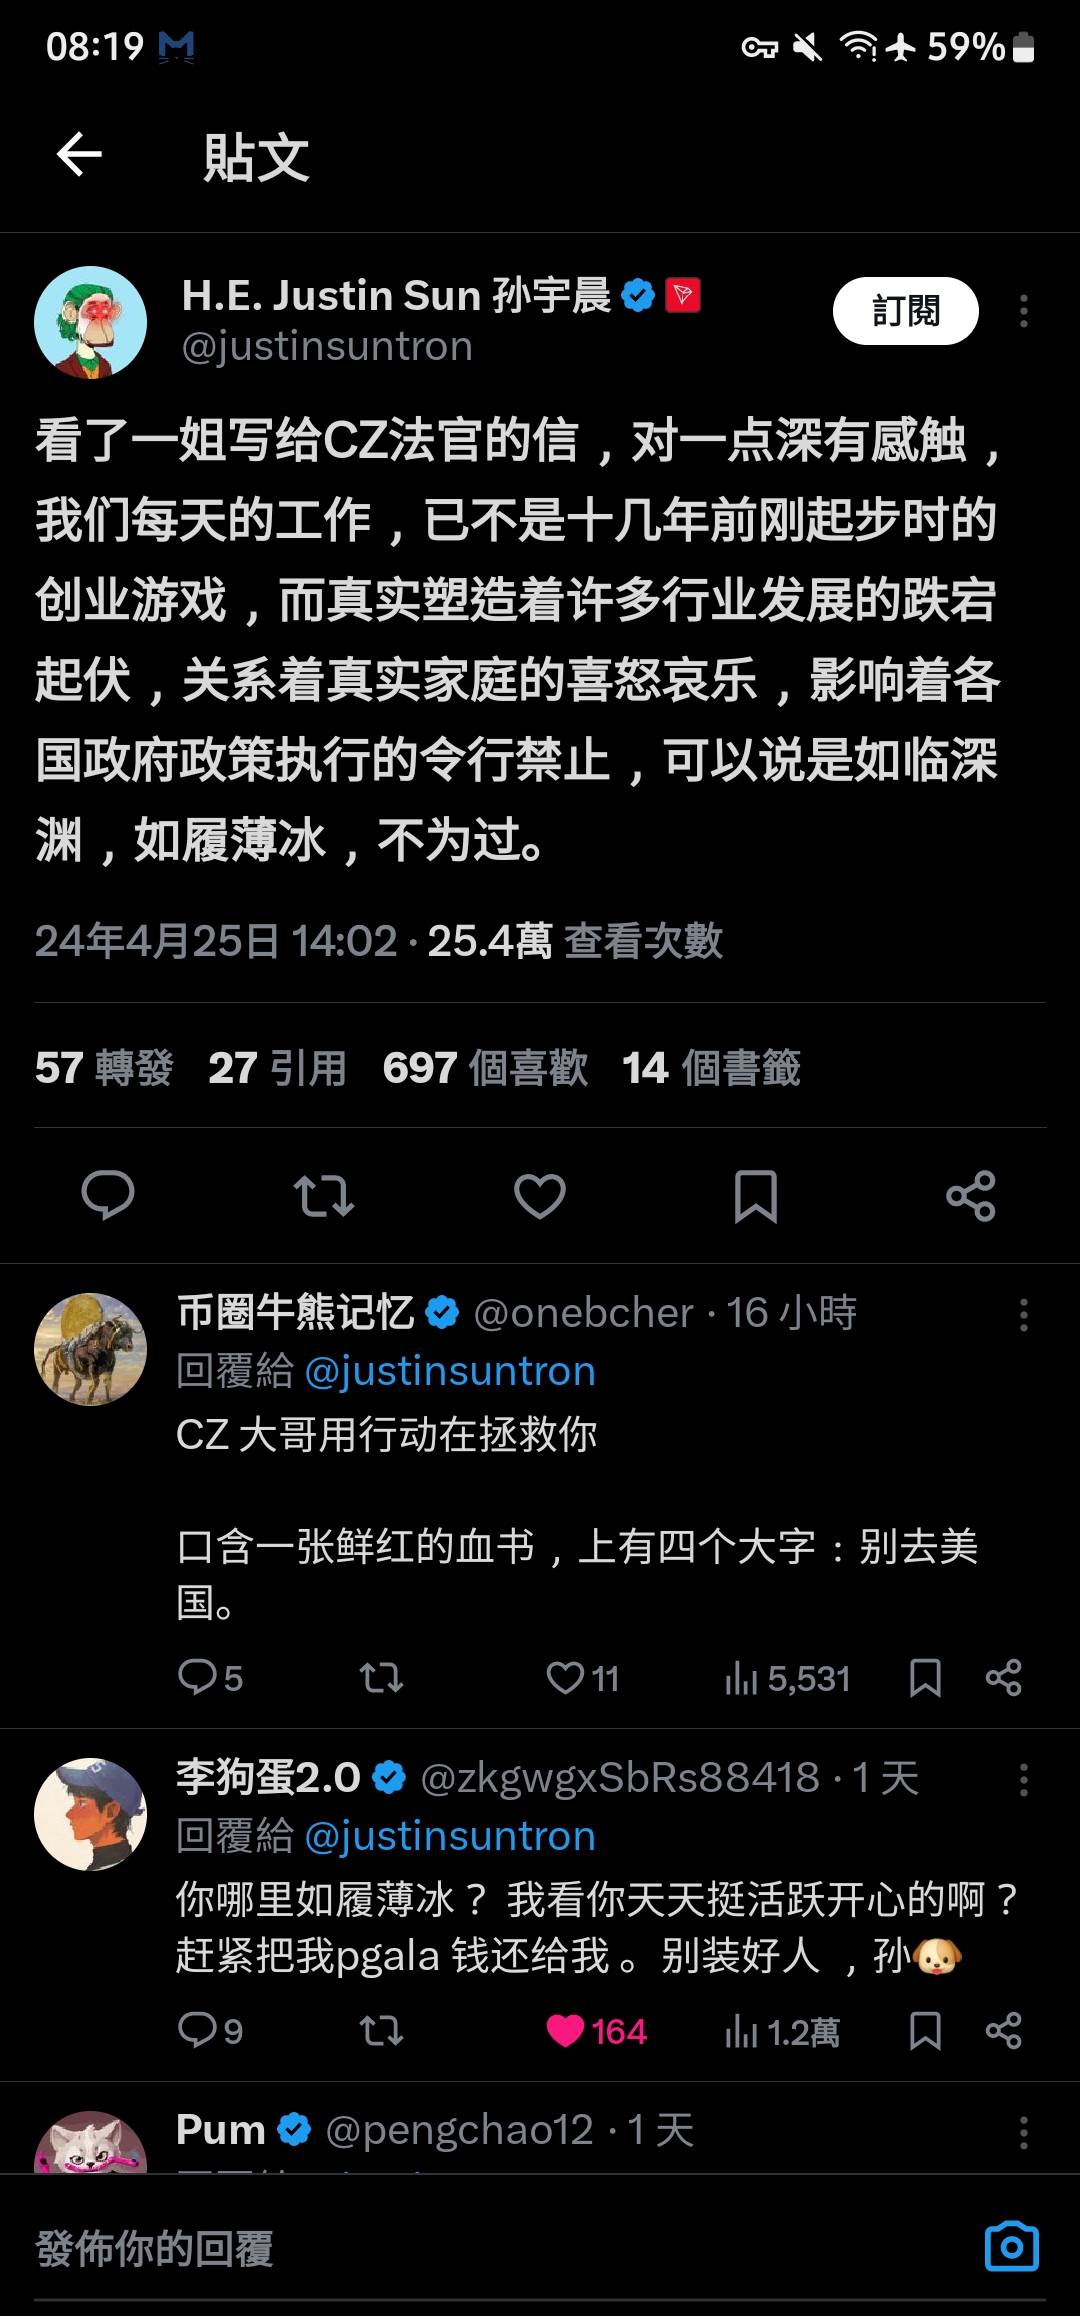 08:19
59%
貼文
H.E. Justin Sun 孙宇晨
訂閱
@justinsuntron
看了一姐写给CZ法官的信，对一点深有感触，
我们每天的工作，已不是十几年前刚起步时的
创业游戏，而真实塑造着许多行业发展的跌宕
起伏，关系着真实家庭的喜怒哀乐，影响着各
国政府政策执行的令行禁止，可以说是如临深
渊，如履薄冰，不为过。
24年4月25日 14:02 · 25.4萬 查看次數
57 轉發 27 引用 697 個喜歡 14 個書籤
币圈牛熊记忆 @onebcher · 16 小時
回覆給 @justinsuntron
CZ 大哥用行动在拯救你
口含一张鲜红的血书，上有四个大字：别去美
国。
5 11 5,531
李狗蛋2.0 @zkgwgxSbRs88418 · 1 天
回覆給 @justinsuntron
你哪里如履薄冰？ 我看你天天挺活跃开心的啊？
赶紧把我pgala 钱还给我 。别装好人 ，孙🐶
9 164 1.2萬
Pum @pengchao12 · 1 天
發佈你的回覆